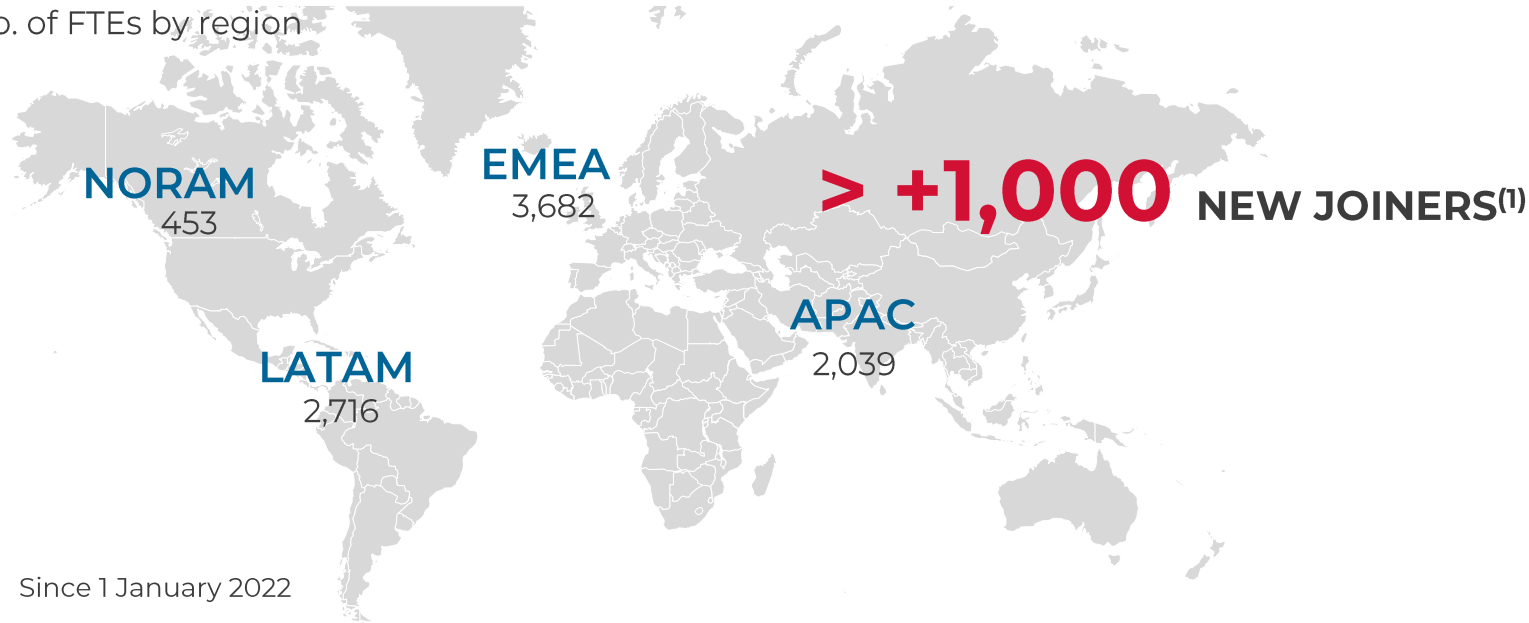 . of FTEs by region
EMEA
3,682
NORAM
453
> +1,000 NEW JOINERS(1)
APAC
2,039
LATAM
2,716
Since 1 January 2022